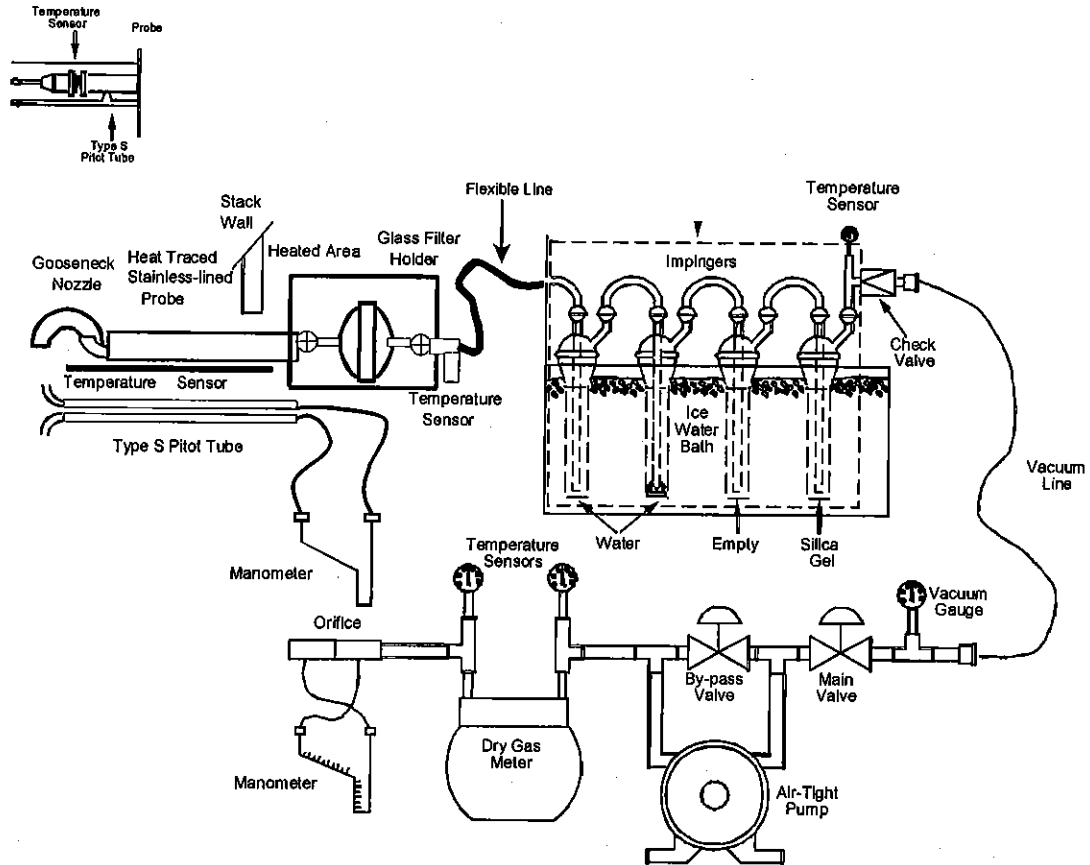 Temperature
Sensor
Probe
Type S
Pitot Tube
Flexible Line
Temperature
Sensor
Stack
Wall
Gooseneck
Nozzle
Heat Traced
Stainless-lined
Probe
Heated Area
Glass Filter
Holder
Impingers
Check
Valve
Temperature Sensor
Temperature
Sensor
Type S Pitot Tube
Ice
Water
Bath
Vacuum
Line
Water
Empty
Silica
Gel
Manometer
Temperature
Sensors
Vacuum
Gauge
Orifice
By-pass
Valve
Main
Valve
Manometer
Dry Gas
Meter
Air-Tight
Pump